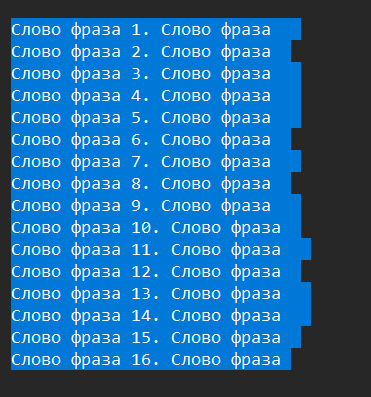 Слово фраза 1. Слово фраза
Слово фраза 2. Слово фраза
Слово фраза 3. Слово фраза
Слово фраза 4. Слово фраза
Слово фраза 5. Слово фраза
Слово фраза 6. Слово фраза
Слово фраза 7. Слово фраза
Слово фраза 8. Слово фраза
Слово фраза 9. Слово фраза
Слово фраза 10. Слово фраза
Слово фраза 11. Слово фраза
Слово фраза 12. Слово фраза
Слово фраза 13. Слово фраза
Слово фраза 14. Слово фраза
Слово фраза 15. Слово фраза
Слово фраза 16. Слово фраза